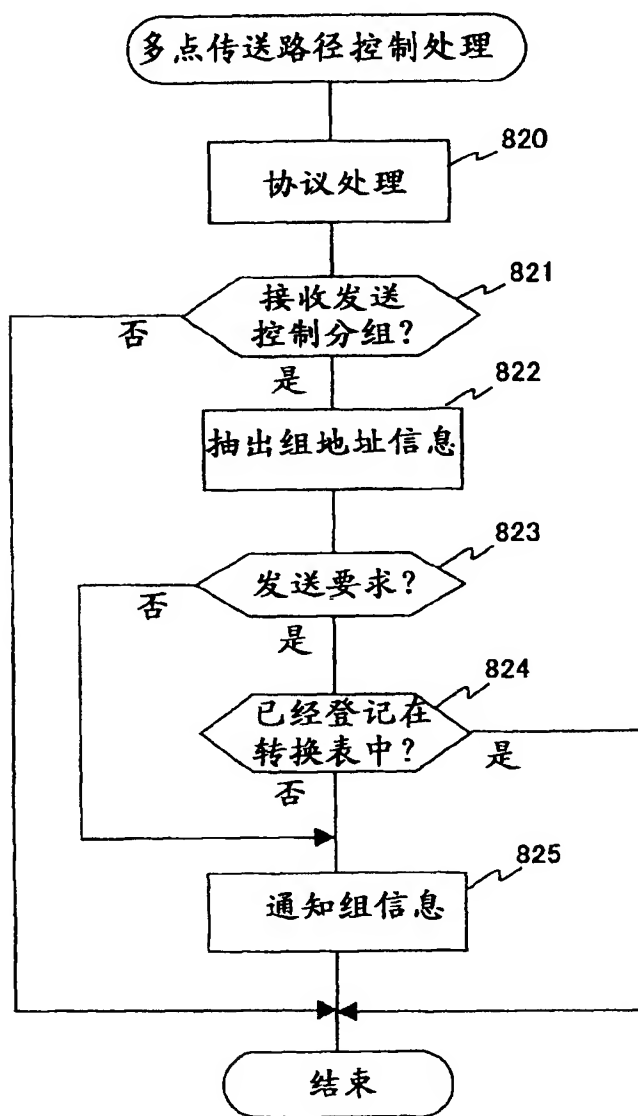 多点传送路径控制处理
820
协议处理
821
接收发送
控制分组？
否
是
822
抽出组地址信息
823
发送要求？
否
是
824
已经登记在
转换表中？
是
否
825
通知组信息
结束